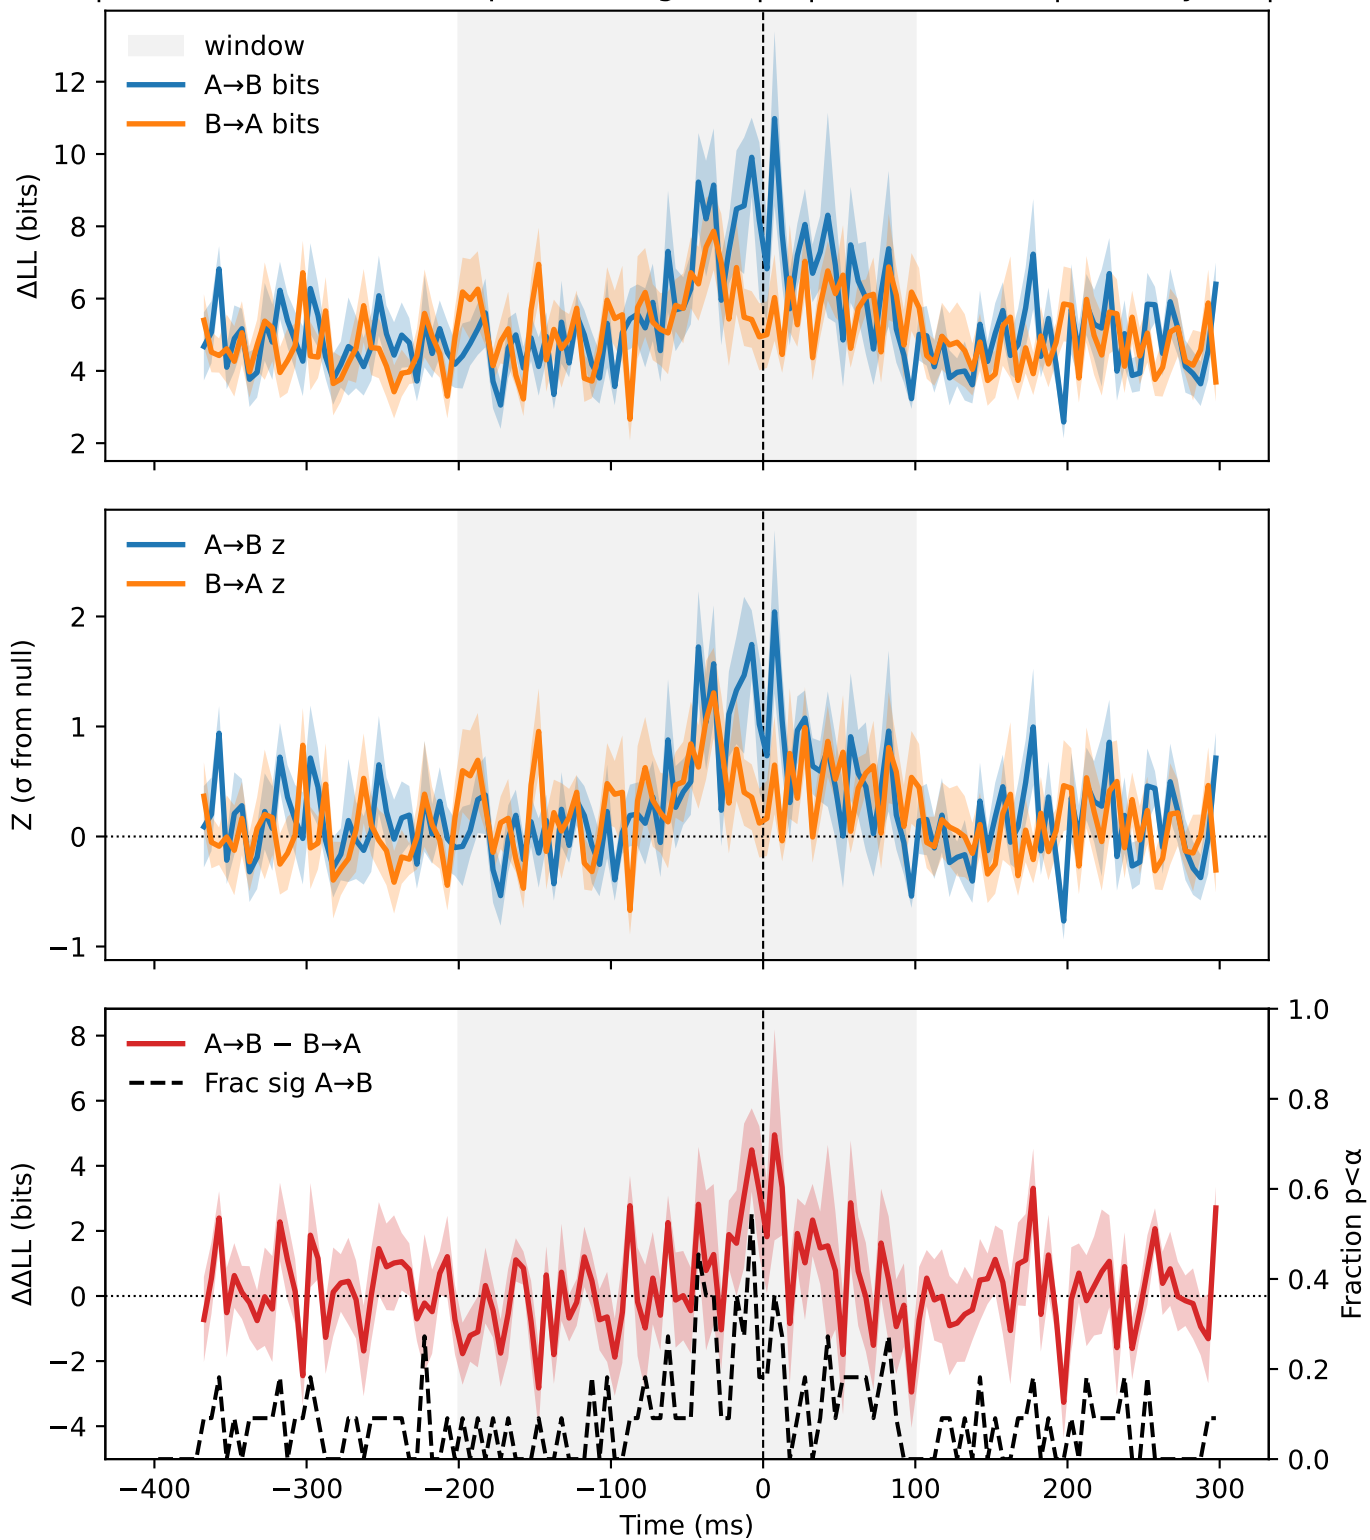 window
A→B bits
B→A bits
ΔLL (bits)
12
10
8
6
4
2
A→B z
B→A z
Z (σ from null)
2
1
0
−1
A→B − B→A
Frac sig A→B
ΔΔLL (bits)
8
6
4
2
0
−2
−4
1.0
0.8
0.6
0.4
0.2
0.0
Fraction p<α
−400
−300
−200
−100
0
100
200
300
Time (ms)